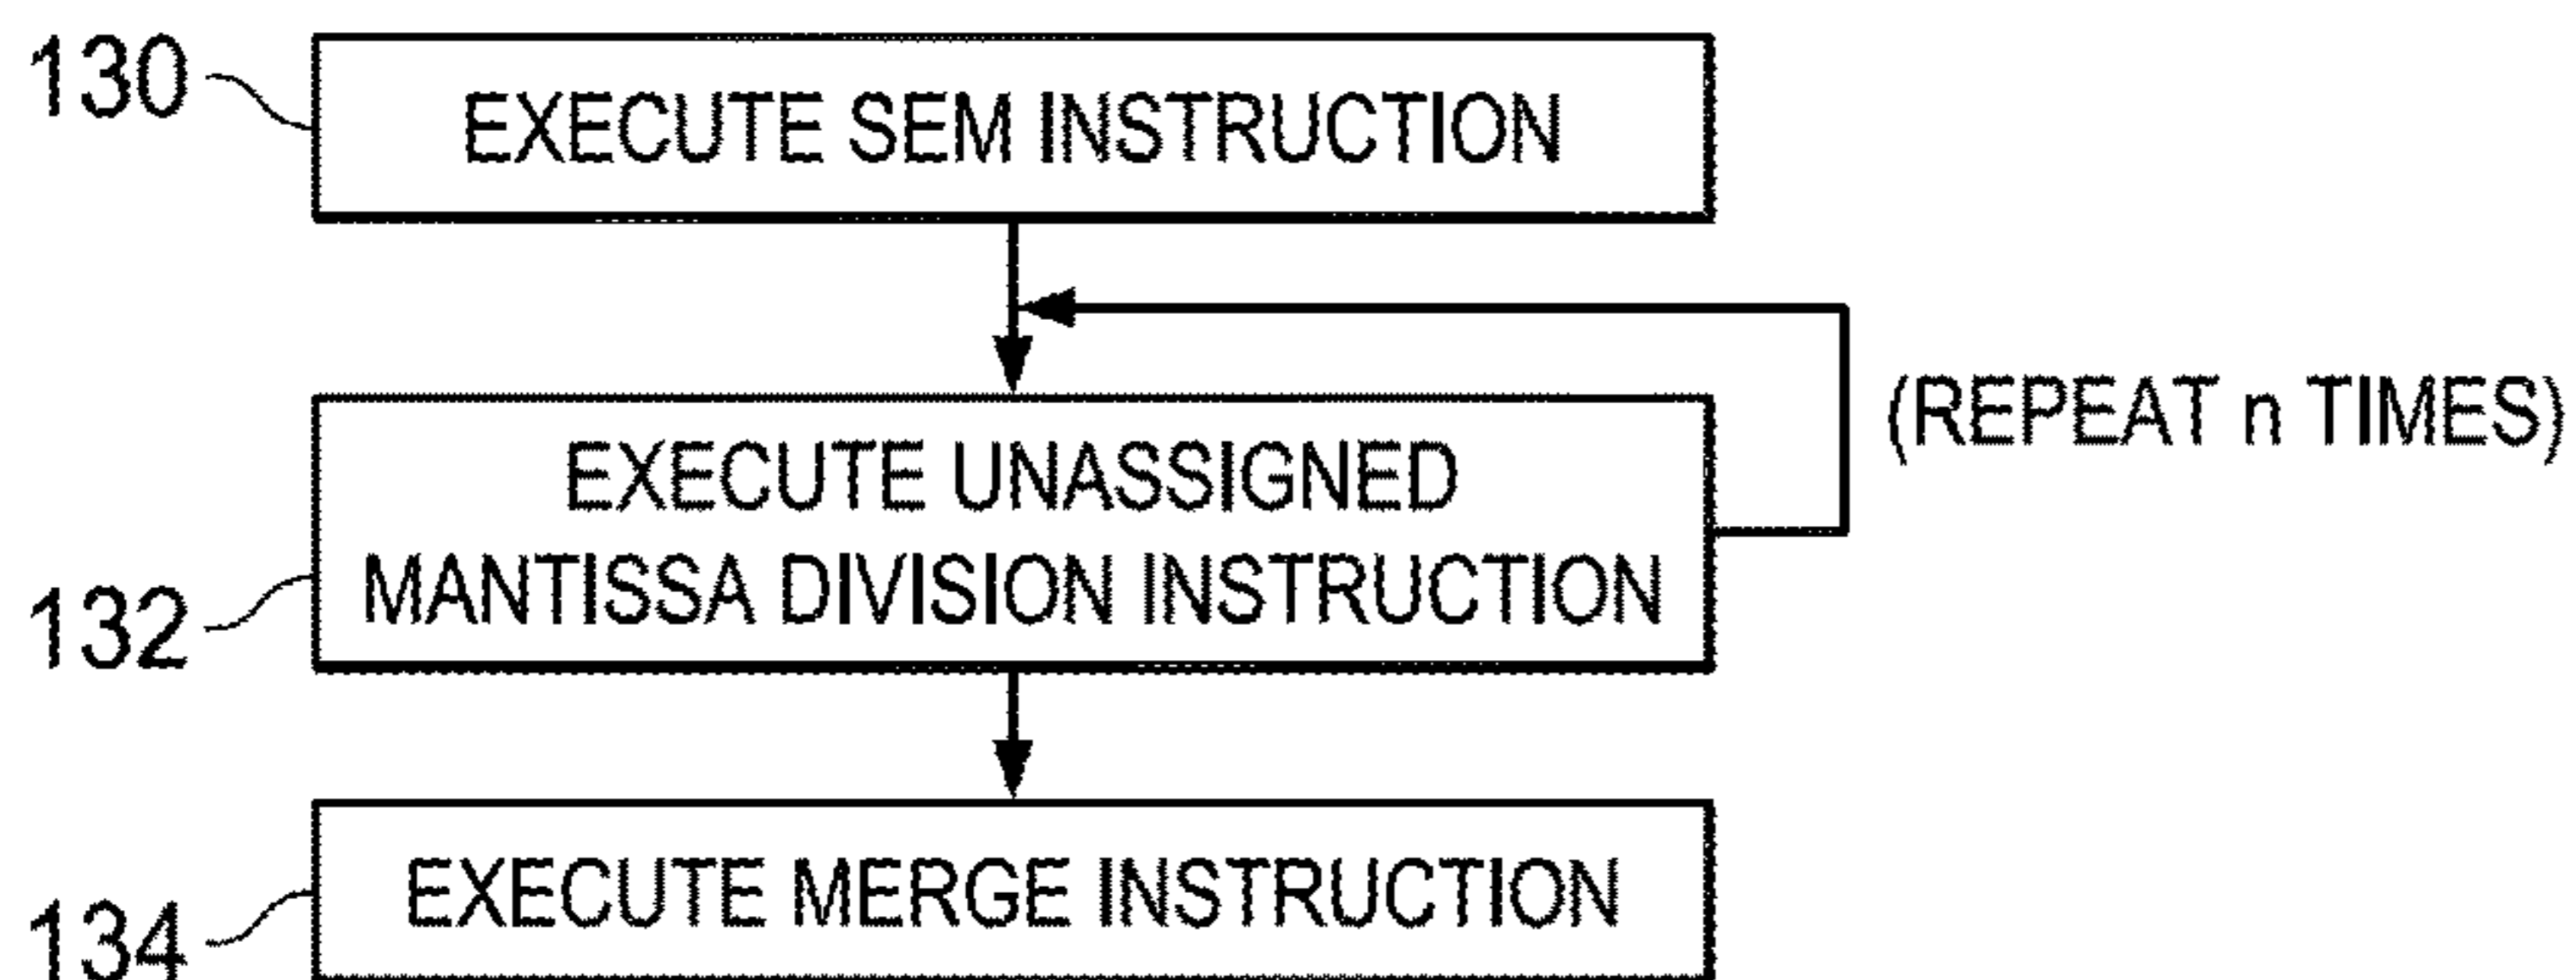 130
EXECUTE SEM INSTRUCTION
(REPEAT n TIMES)
EXECUTE UNASSIGNED
MANTISSA DIVISION INSTRUCTION
132
EXECUTE MERGE INSTRUCTION
134